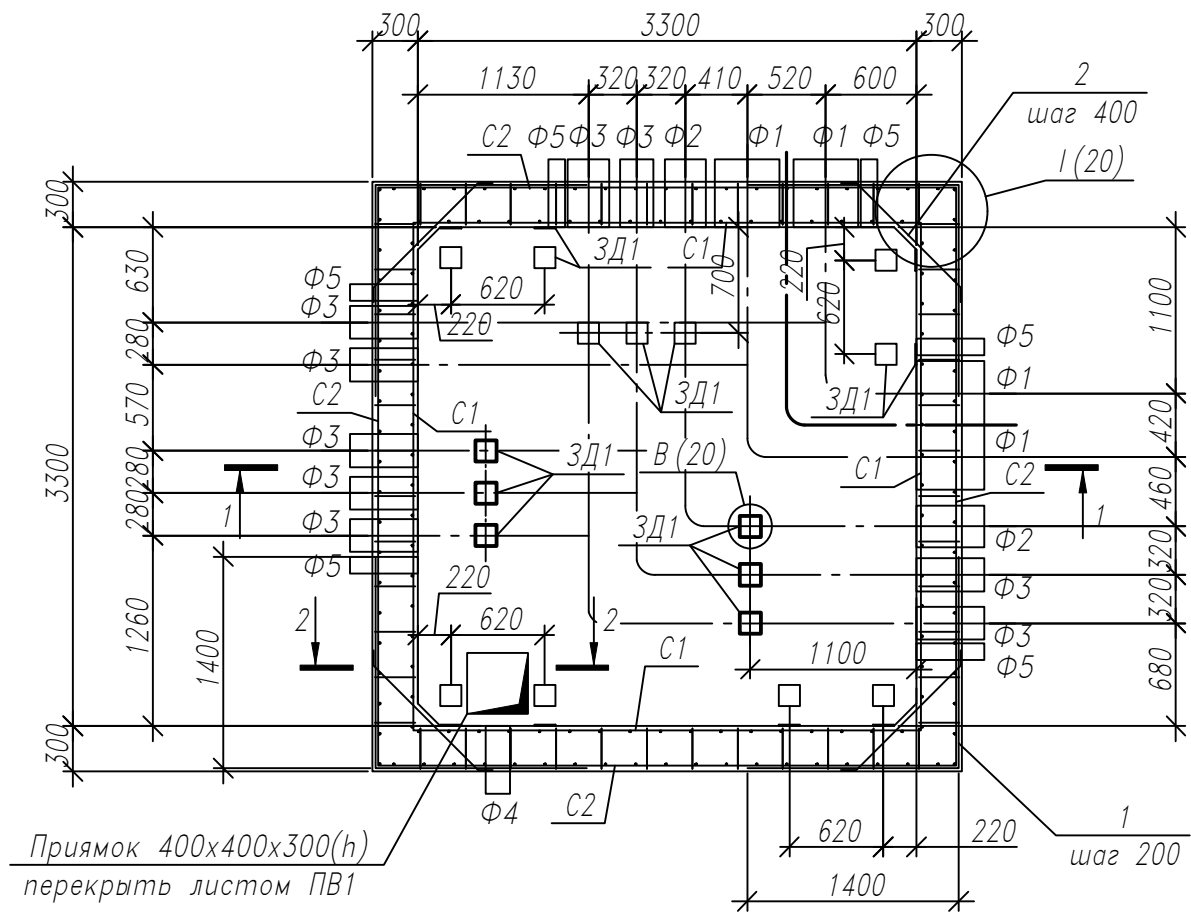 300
3300
300
1130
320
320
410
520
600
2
шаг 400
С2
Ф5
Ф3
Ф3
Ф2
Ф1
Ф1
Ф5
I (20)
300
630
280
570
280
280
1260
3300
1400
300
ЗД1
С1
700
220
620
620
220
Ф5
Ф3
Ф3
С2
С1
ЗД1
ЗД1
Ф5
Ф1
Ф1
1100
420
460
320
320
680
Ф3
Ф3
Ф3
Ф5
ЗД1
В (20)
С1
С2
1
1
ЗД1
Ф2
Ф3
Ф3
Ф5
220
620
2
2
С1
1100
Ф4
С2
620
220
1400
1
шаг 200
Приямок 400х400х300(h)
перекрыть листом ПВ1